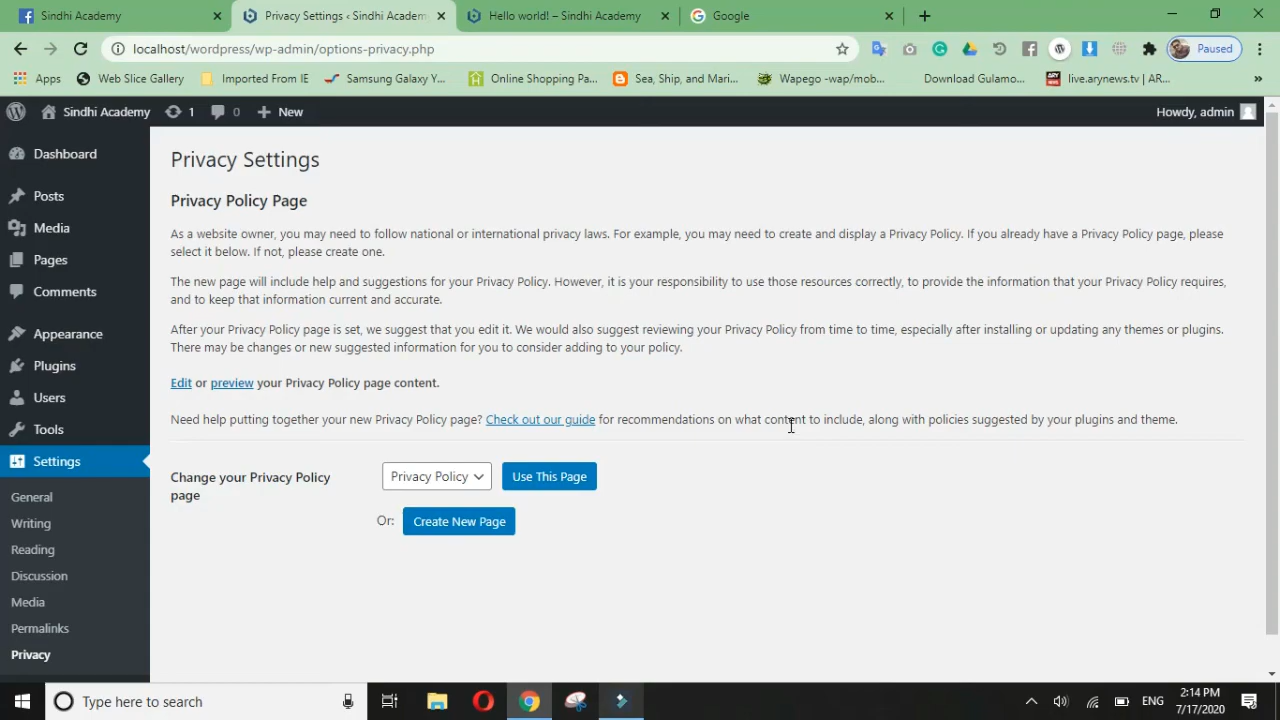 Sindhi Academy
Privacy Settings ‹ Sindhi Academ
Hello world! – Sindhi Academy
Google
localhost/wordpress/wp-admin/options-privacy.php
Paused
Apps
Web Slice Gallery
Imported From IE
Samsung Galaxy Y...
Online Shopping Pa...
Sea, Ship, and Mari...
Wapego -wap/mob...
Download Gulamo...
live.arynews.tv | AR...
Sindhi Academy
1
0
New
Howdy, admin
Dashboard
Posts
Media
Pages
Comments
Appearance
Plugins
Users
Tools
Settings
General
Writing
Reading
Discussion
Media
Permalinks
Privacy
Privacy Settings
Privacy Policy Page
As a website owner, you may need to follow national or international privacy laws. For example, you may need to create and display a Privacy Policy. If you already have a Privacy Policy page, please
select it below. If not, please create one.
The new page will include help and suggestions for your Privacy Policy. However, it is your responsibility to use those resources correctly, to provide the information that your Privacy Policy requires,
and to keep that information current and accurate.
After your Privacy Policy page is set, we suggest that you edit it. We would also suggest reviewing your Privacy Policy from time to time, especially after installing or updating any themes or plugins.
There may be changes or new suggested information for you to consider adding to your policy.
Edit or preview your Privacy Policy page content.
Need help putting together your new Privacy Policy page? Check out our guide for recommendations on what content to include, along with policies suggested by your plugins and theme.
Change your Privacy Policy
page
Privacy Policy
Use This Page
Or:
Create New Page
Type here to search
ENG
2:14 PM
7/17/2020